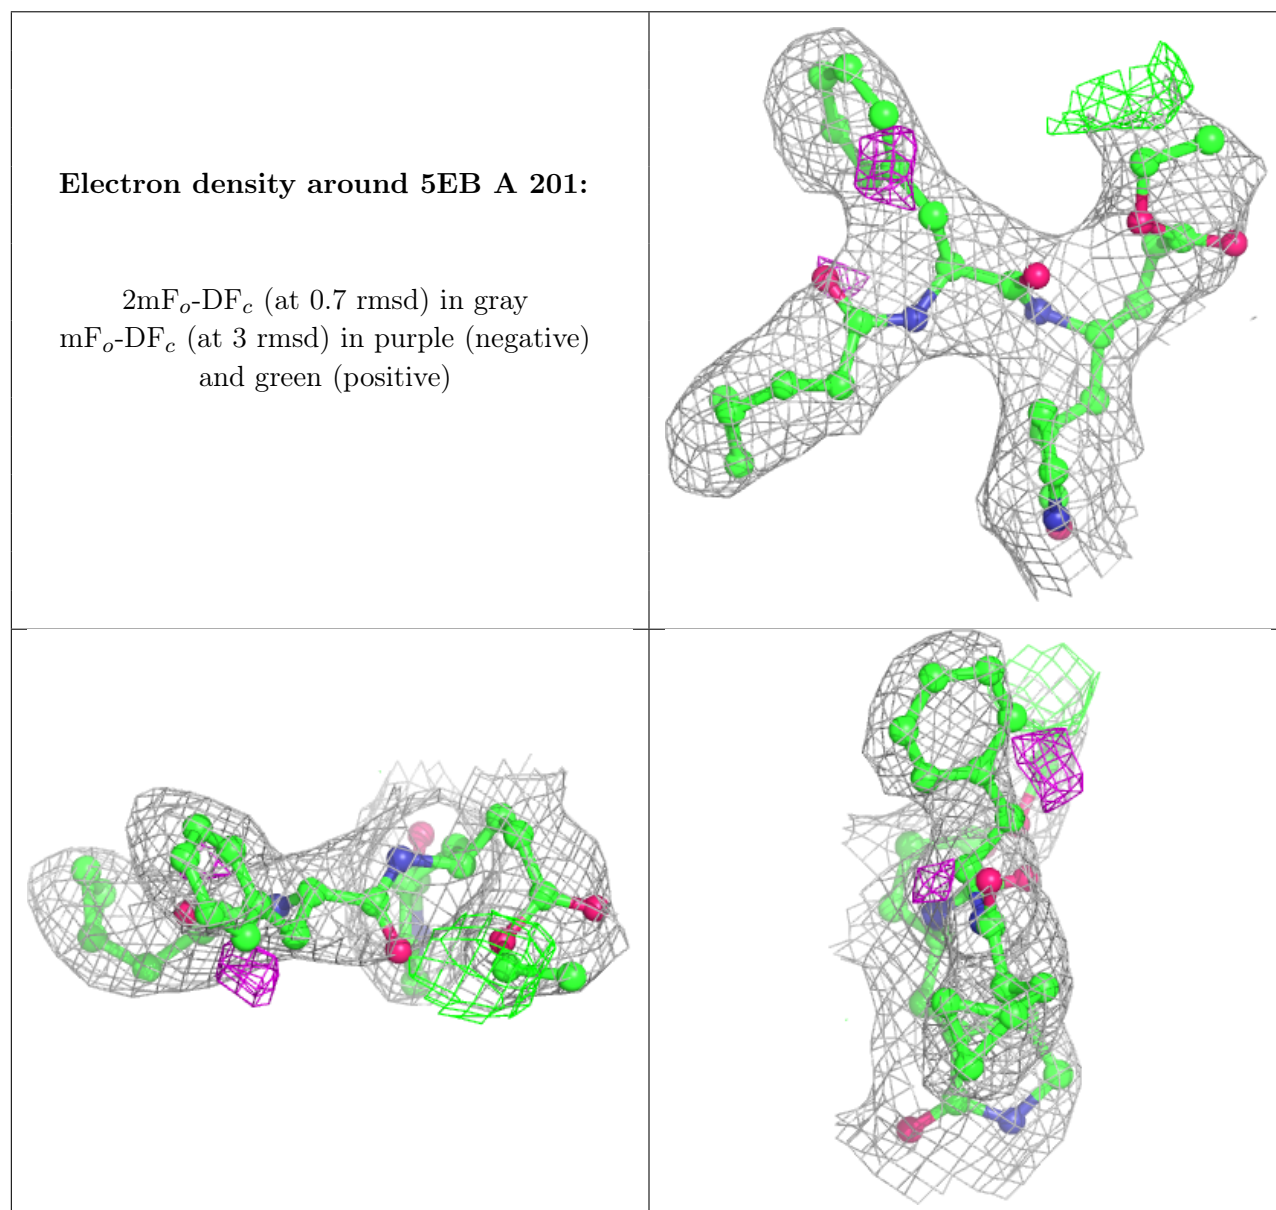 Electron density around 5EB A 201:
2mFo-DFc (at 0.7 rmsd) in gray
mFo-DFc (at 3 rmsd) in purple (negative)
and green (positive)